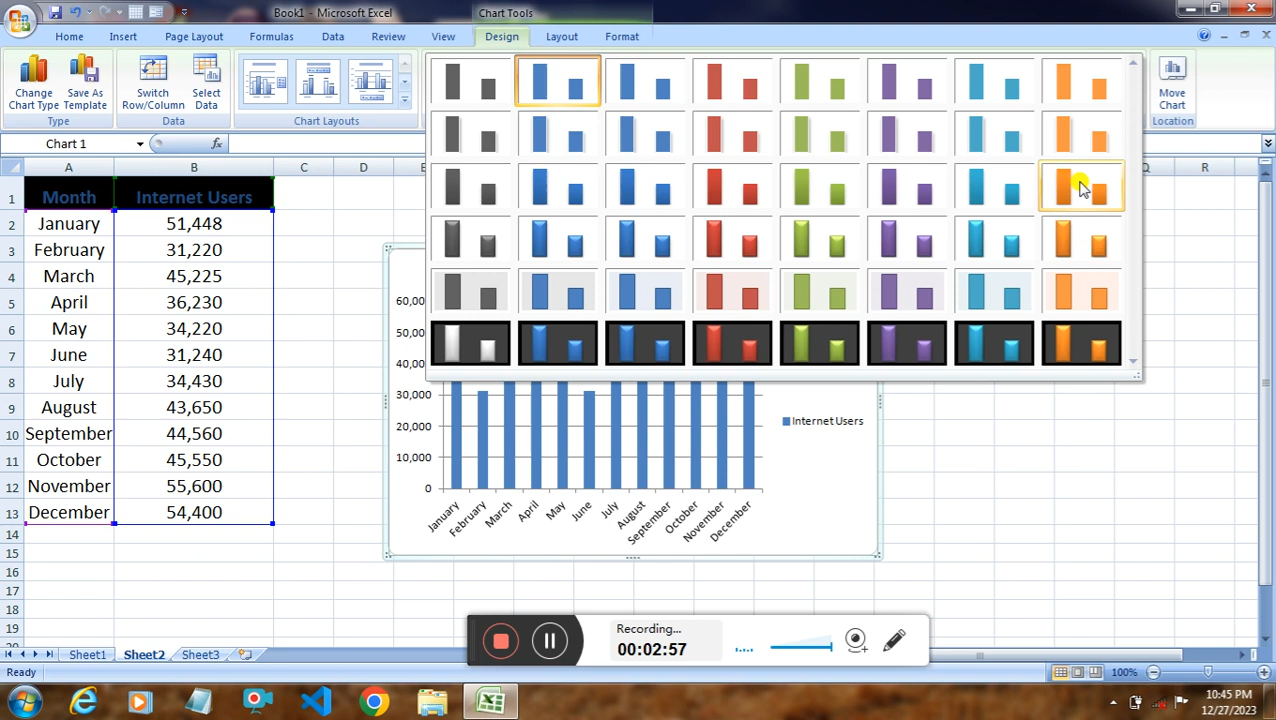 Book1 - Microsoft Excel
Chart Tools
Home Insert Page Layout Formulas Data Review View Design Layout Format
Change Chart Type
Save As Template
Switch Row/Column
Select Data
Move Chart
Type Data Chart Layouts Location
Chart 1
fx
A B C D E Q R
1 Month Internet Users
2 January 51,448
3 February 31,220
4 March 45,225
5 April 36,230
6 May 34,220
7 June 31,240
8 July 34,430
9 August 43,650
10 September 44,560
11 October 45,550
12 November 55,600
13 December 54,400
14
15
16
17
18
19
60,000
50,000
40,000
30,000
20,000
10,000
0
January February March April May June July August September October November December
Internet Users
Recording...
00:02:57
Sheet1 Sheet2 Sheet3
Ready
100%
10:45 PM
12/27/2023